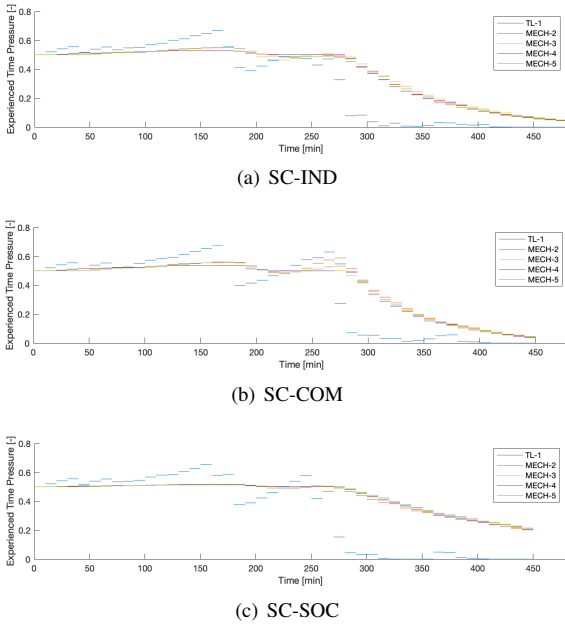 Experienced Time Pressure [-]
0.8
0.6
0.4
0.2
0
0 50 100 150 200 250 300 350 400 450
Time [min]
TL-1
MECH-2
MECH-3
MECH-4
MECH-5
(a) SC-IND
Experienced Time Pressure [-]
0.8
0.6
0.4
0.2
0
0 50 100 150 200 250 300 350 400 450
Time [min]
TL-1
MECH-2
MECH-3
MECH-4
MECH-5
(b) SC-COM
Experienced Time Pressure [-]
0.8
0.6
0.4
0.2
0
0 50 100 150 200 250 300 350 400 450
Time [min]
TL-1
MECH-2
MECH-3
MECH-4
MECH-5
(c) SC-SOC